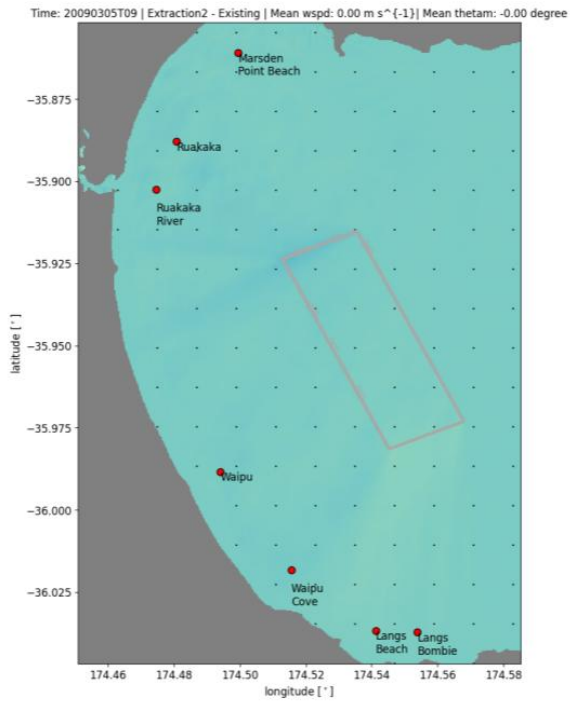 Time: 20090305T09 | Extraction2 - Existing | Mean wspd: 0.00 m s^{-1}| Mean thetam: -0.00 degree
Marsden
Point Beach
−35.875
Ruakaka
−35.900
Ruakaka
River
−35.925
latitude [°]
−35.950
−35.975
Waipu
−36.000
Waipu
Cove
−36.025
Langs
Beach
Langs
Bombie
174.46
174.48
174.50
174.52
174.54
174.56
174.58
longitude [°]